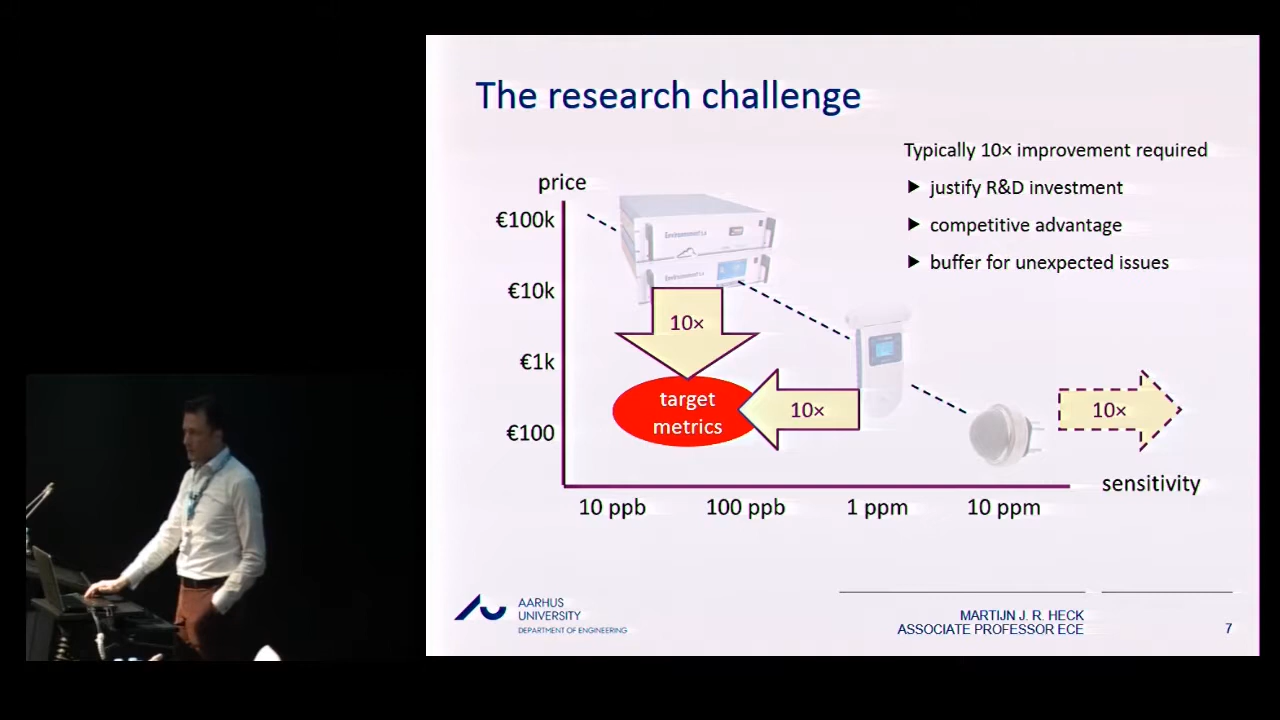 The research challenge
Typically 10× improvement required
▶ justify R&D investment
▶ competitive advantage
▶ buffer for unexpected issues
price
€100k
€10k
€1k
€100
Environnement S.A
Environnement S.A
10×
target
metrics
10×
10×
sensitivity
10 ppb
100 ppb
1 ppm
10 ppm
AARHUS
UNIVERSITY
DEPARTMENT OF ENGINEERING
MARTIJN J. R. HECK
ASSOCIATE PROFESSOR ECE
7